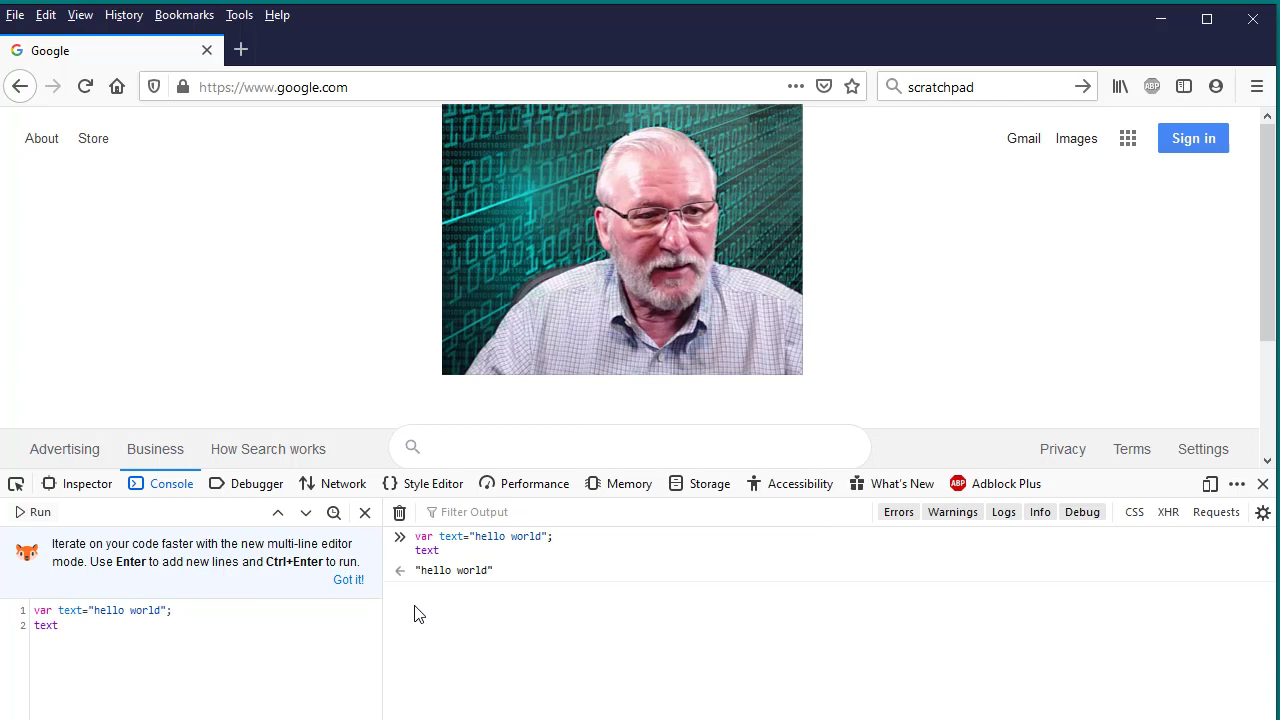 File Edit View History Bookmarks Tools Help
Google
https://www.google.com
scratchpad
ABP
About Store
Gmail Images Sign in
Advertising Business How Search works
Privacy Terms Settings
Inspector Console Debugger Network Style Editor Performance Memory Storage Accessibility What's New ABP Adblock Plus
Run
Filter Output
Errors Warnings Logs Info Debug CSS XHR Requests
Iterate on your code faster with the new multi-line editor
mode. Use Enter to add new lines and Ctrl+Enter to run.
Got it!
1 var text="hello world";
2 text
var text="hello world";
text
"hello world"